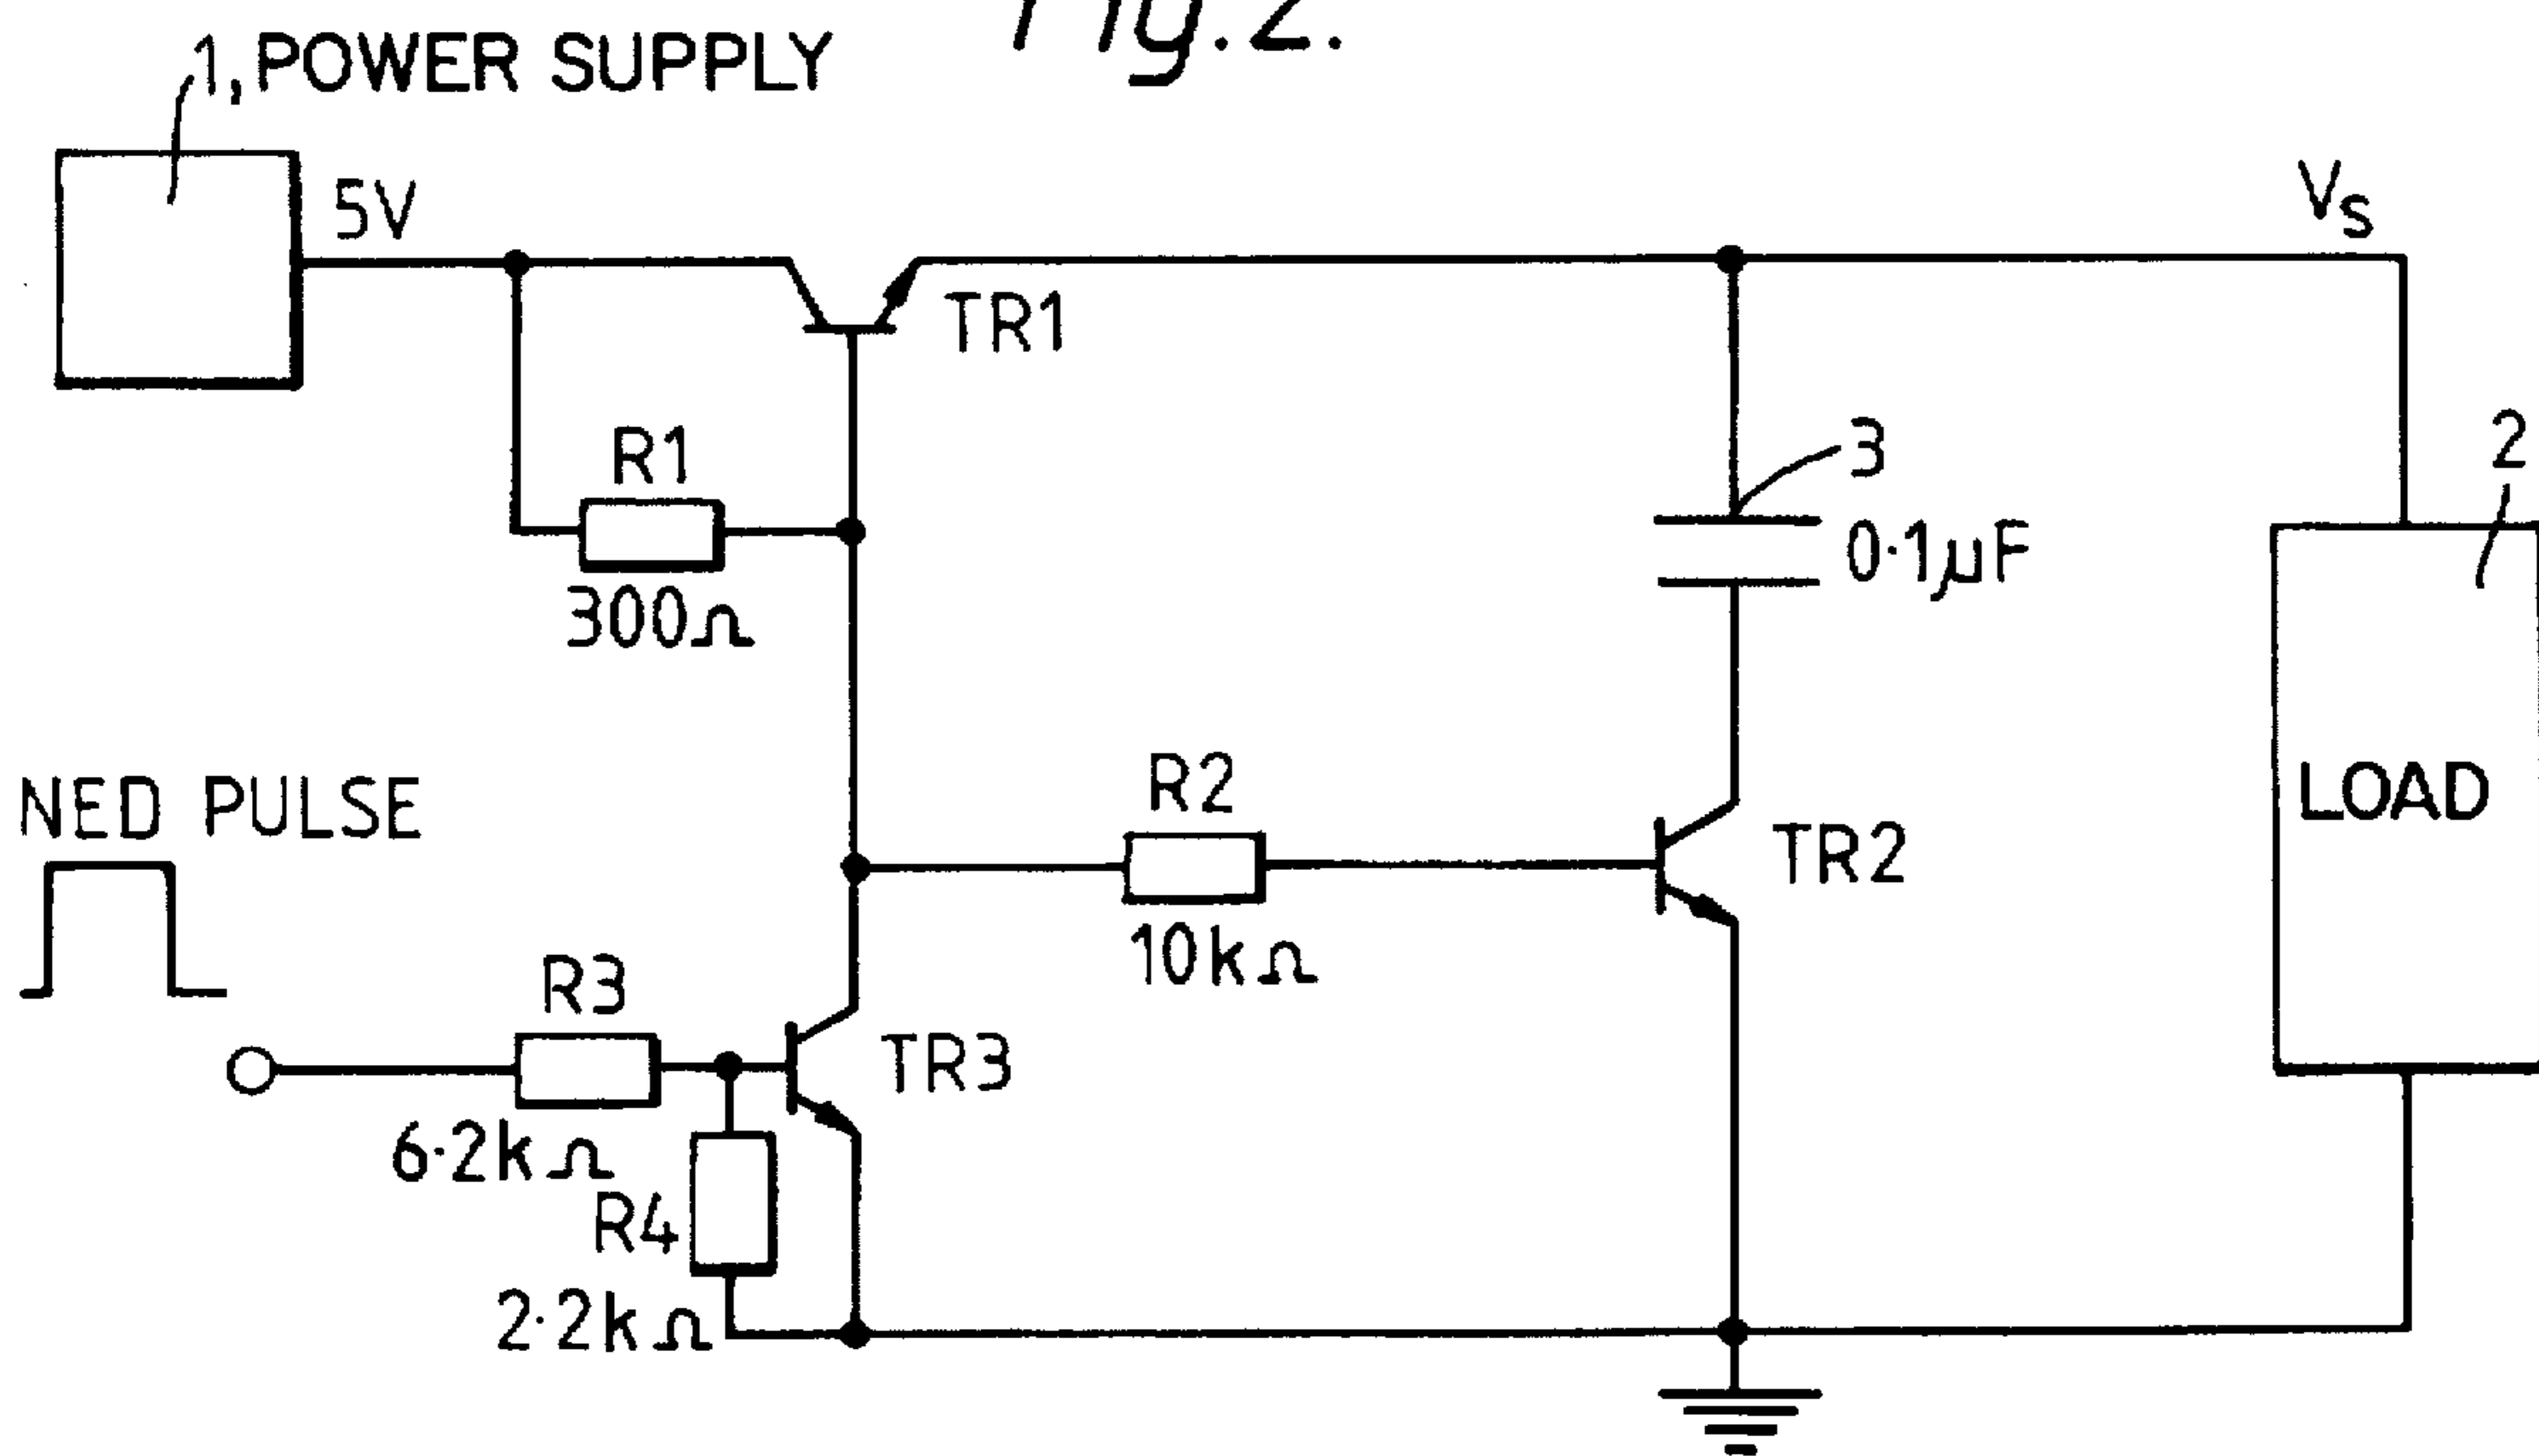 Fig.2.
1, POWER SUPPLY
5V
VS
TR1
R1
300Ω
3
0·1μF
2
LOAD
NED PULSE
R2
10kΩ
TR2
R3
6·2kΩ
TR3
R4
2·2kΩ